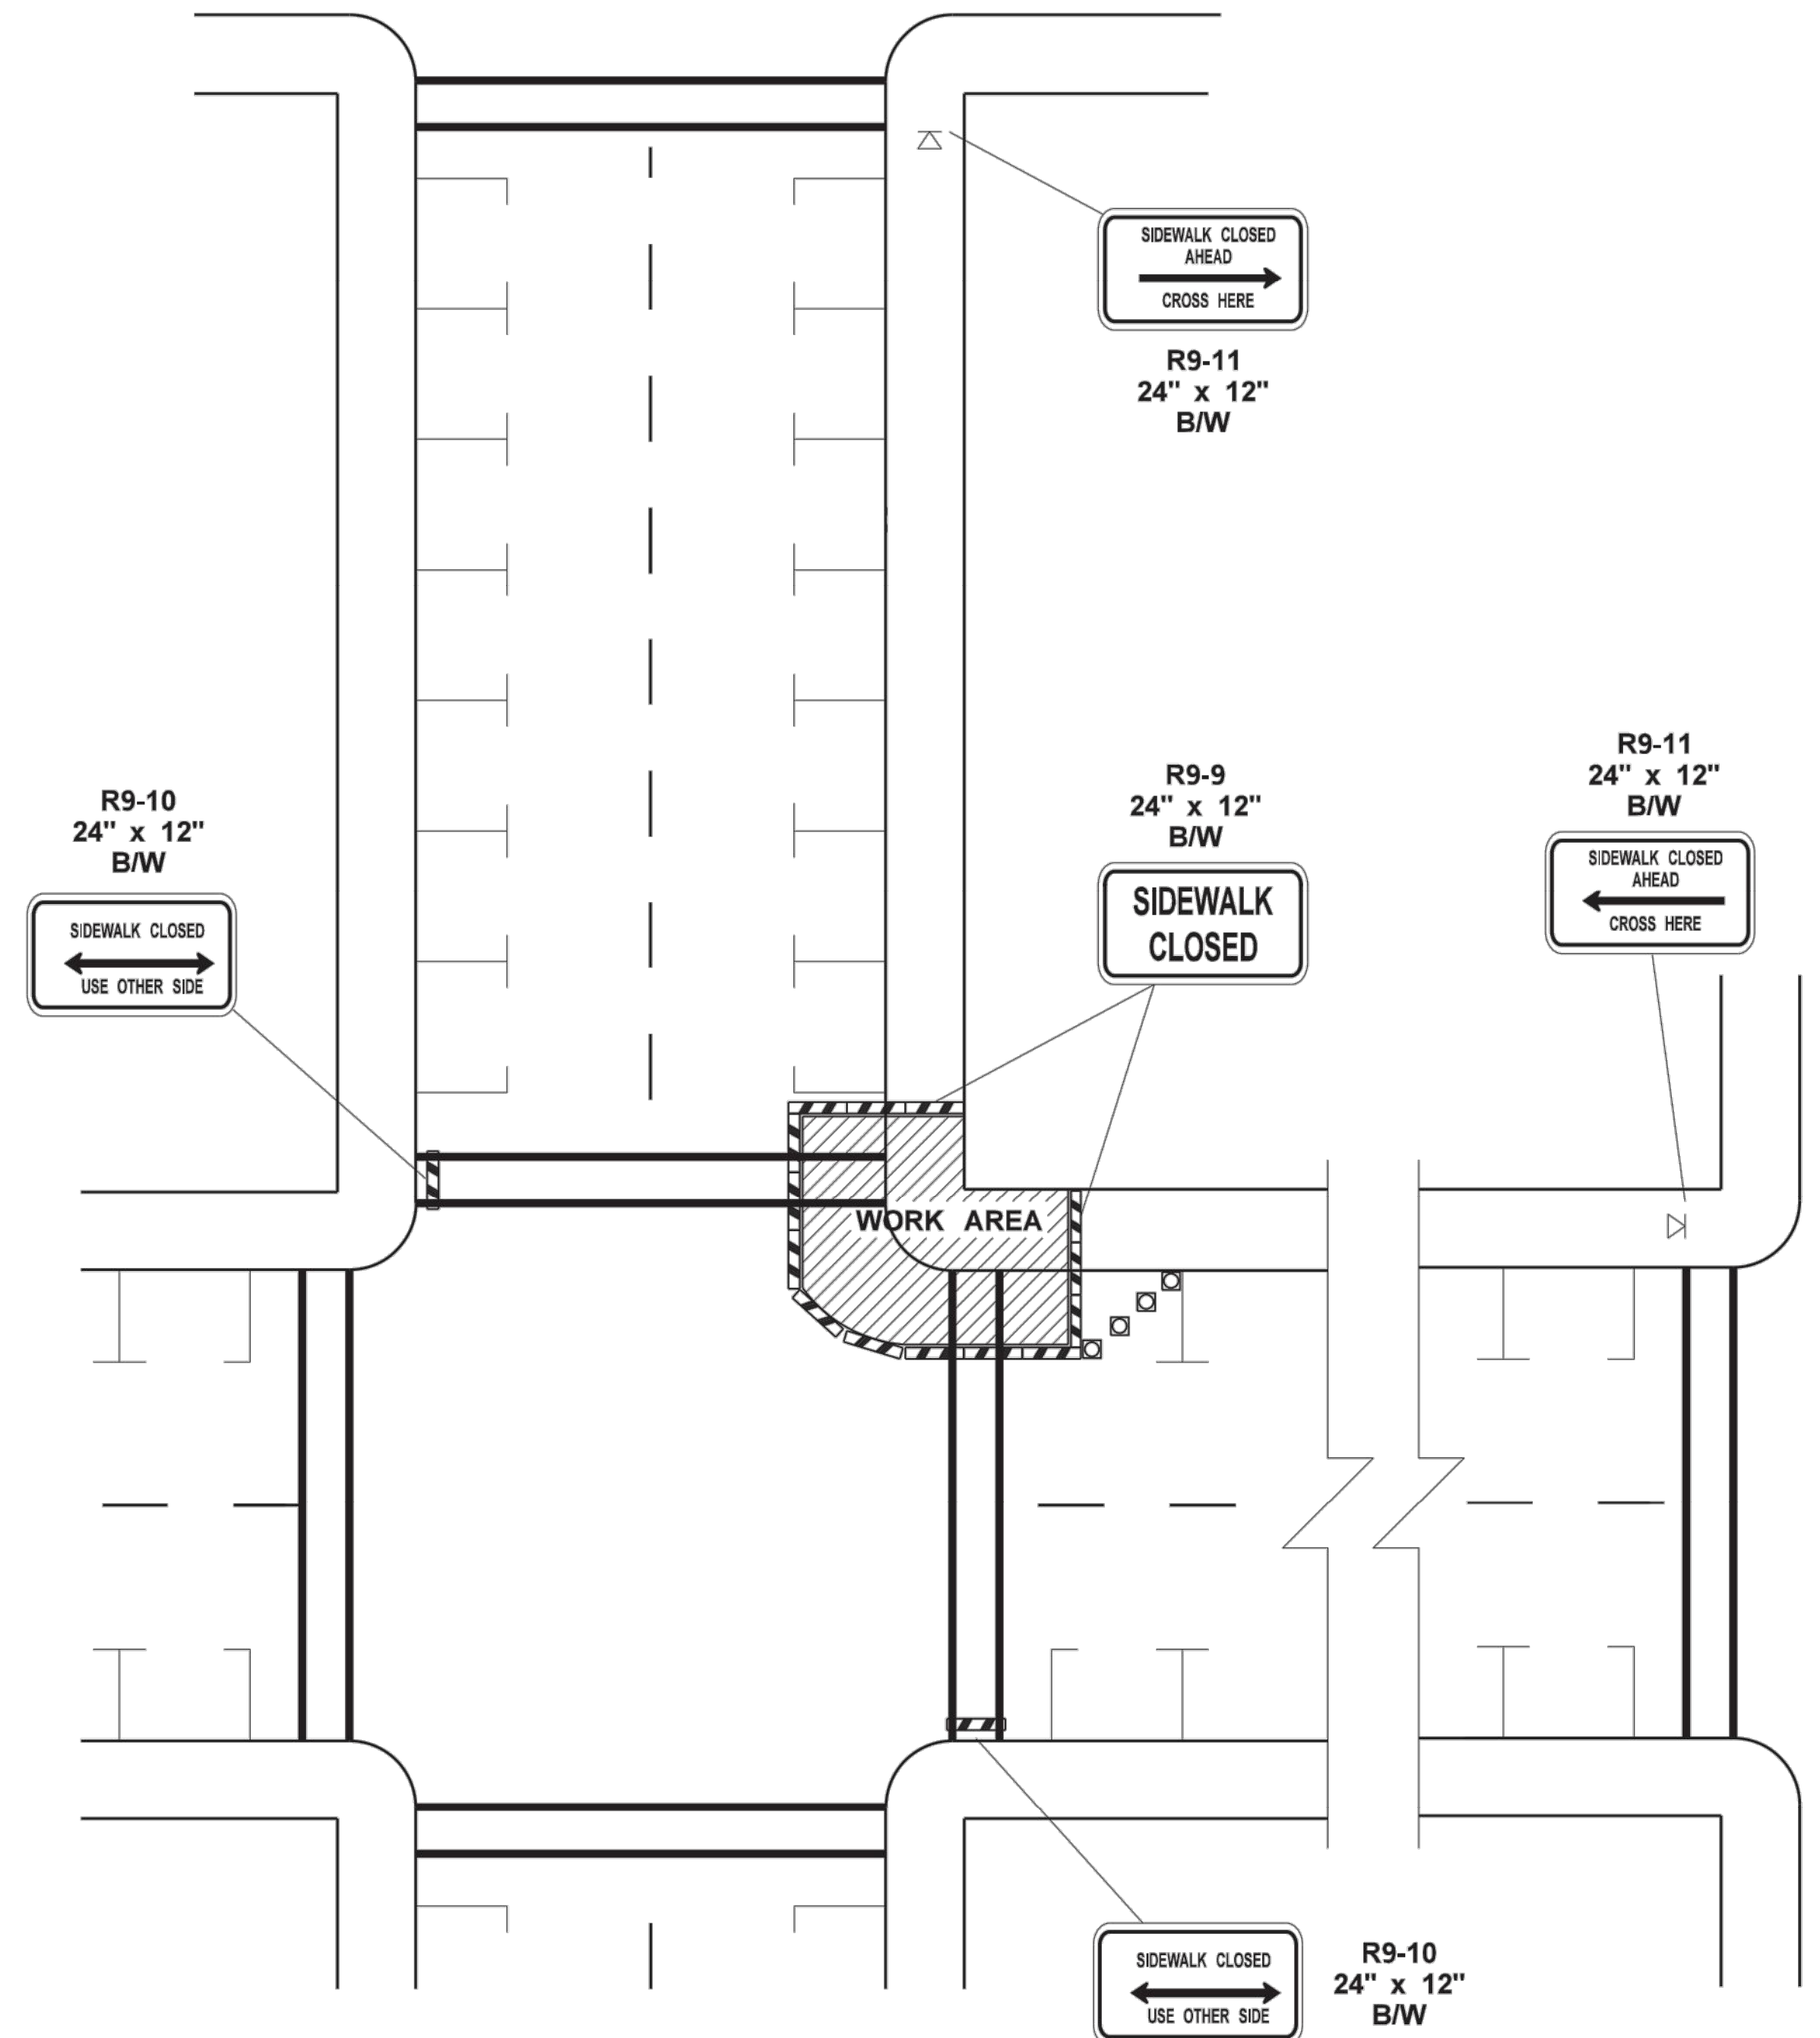 SIDEWALK CLOSED
AHEAD
CROSS HERE
R9-11
24" x 12"
B/W
R9-11
24" x 12"
B/W
SIDEWALK CLOSED
AHEAD
CROSS HERE
R9-9
24" x 12"
B/W
SIDEWALK
CLOSED
R9-10
24" x 12"
B/W
SIDEWALK CLOSED
USE OTHER SIDE
WORK AREA
SIDEWALK CLOSED
USE OTHER SIDE
R9-10
24" x 12"
B/W